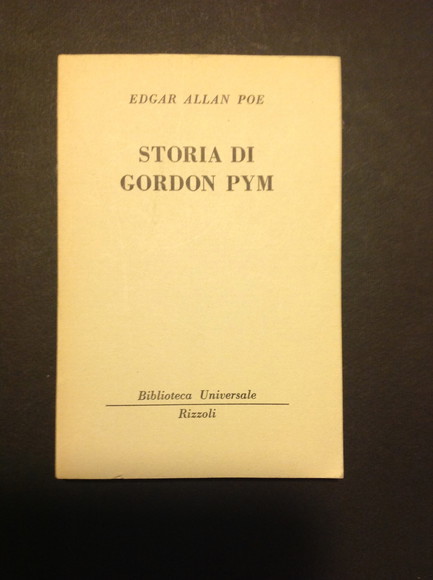 EDGAR ALLAN POE
STORIA DI
GORDON PYM
Biblioteca Universale
Rizzoli